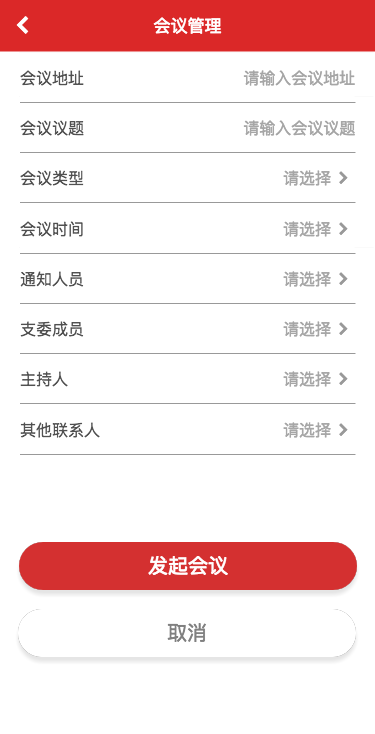 会议管理
会议地址 请输入会议地址
会议议题 请输入会议议题
会议类型 请选择
会议时间 请选择
通知人员 请选择
支委成员 请选择
主持人 请选择
其他联系人 请选择
发起会议
取消